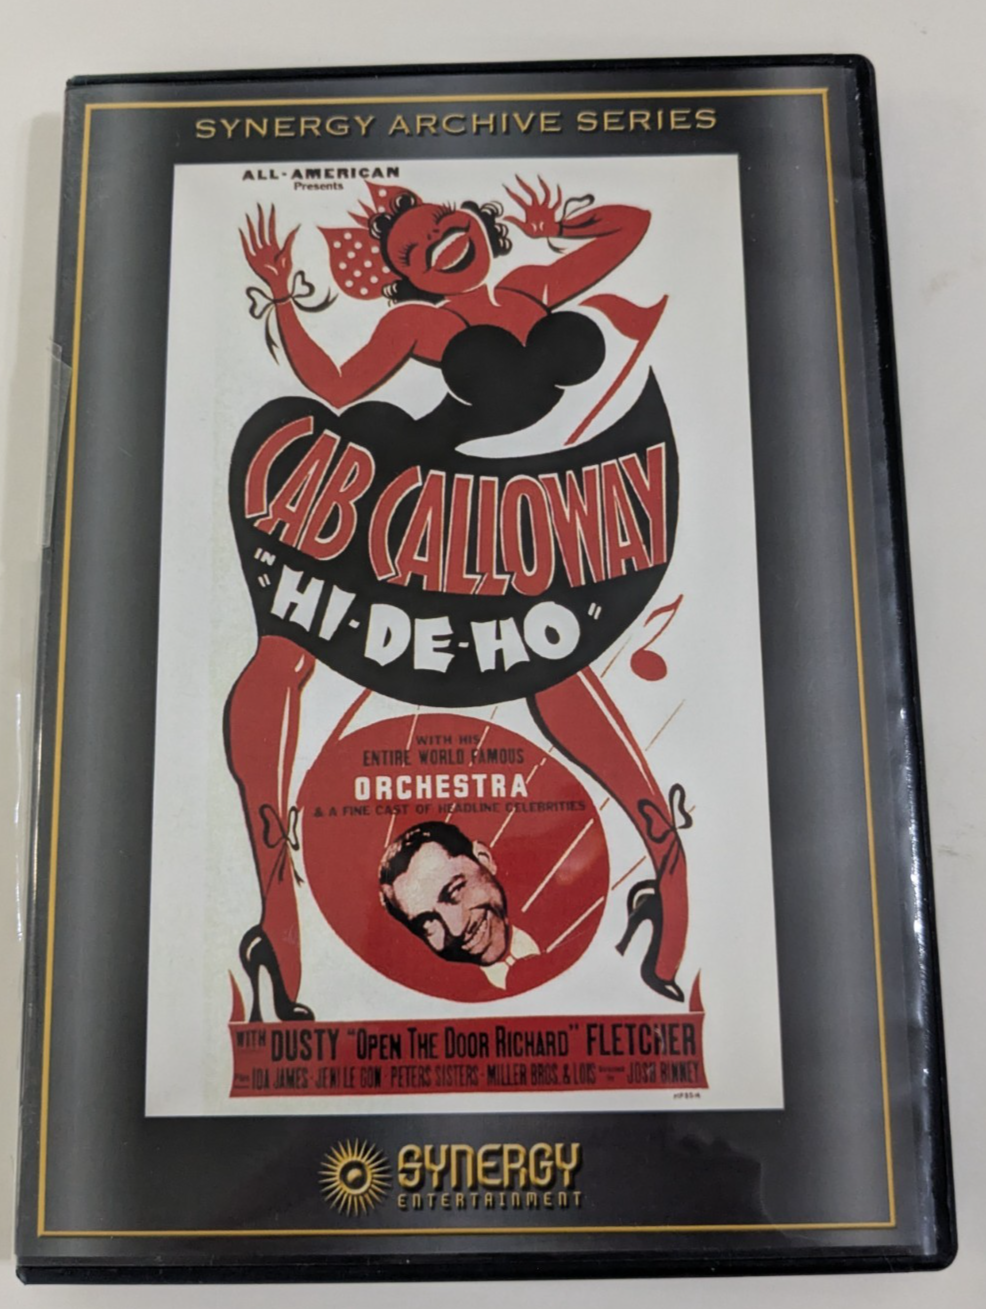 SYNERGY ARCHIVE SERIES
ALL-AMERICAN
Presents
CAB CALLOWAY
IN
"HI-DE-HO"
WITH HIS
ENTIRE WORLD FAMOUS
ORCHESTRA
& A FINE CAST OF HEADLINE CELEBRITIES
WITH DUSTY "OPEN THE DOOR RICHARD" FLETCHER
IDA JAMES - JENI LE GON - PETERS SISTERS - MILLER BROS. & LOIS Directed by JOSH BINNEY
SYNERGY
ENTERTAINMENT